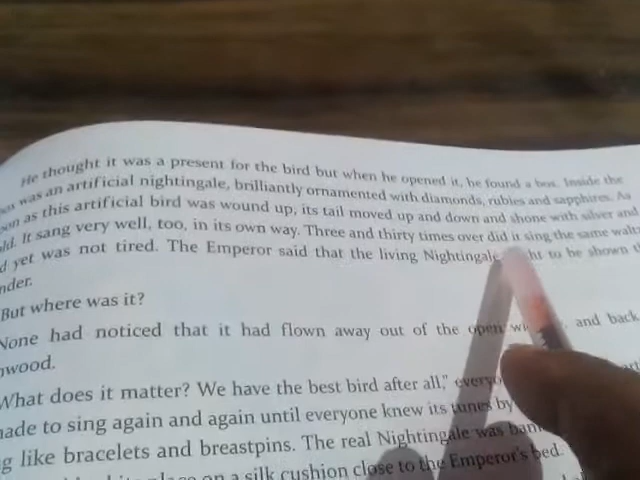 He thought it was a present for the bird but when he opened it, he found a box. Inside the
was an artificial nightingale, brilliantly ornamented with diamonds, rubies and sapphires. As
as this artificial bird was wound up, its tail moved up and down and shone with silver and
It sang very well, too, in its own way. Three and thirty times over did it sing the same
yet was not tired. The Emperor said that the living Nightingale to be shown
But where was it?
None had noticed that it had flown away out of the open and back
What does it matter? We have the best bird after all,"
to sing again and again until everyone knew its tunes by
like bracelets and breastpins. The real Nightingale was
on a silk cushion close to the Emperor's bed.